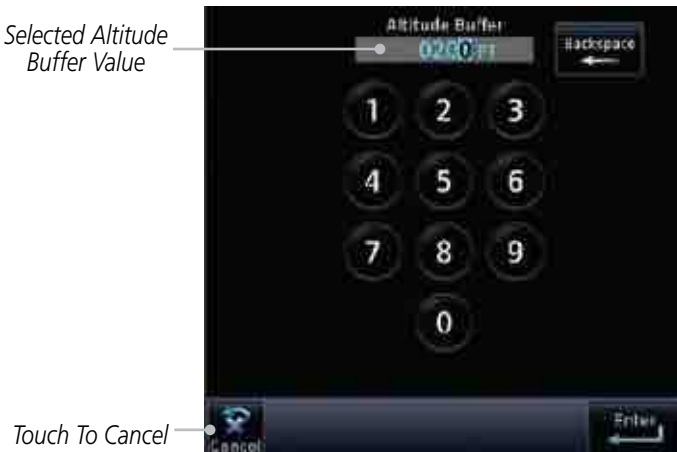 Selected Altitude
Buffer Value
Altitude Buffer
Backspace
1 2 3
4 5 6
7 8 9
0
Touch To Cancel
Cancel
Enter